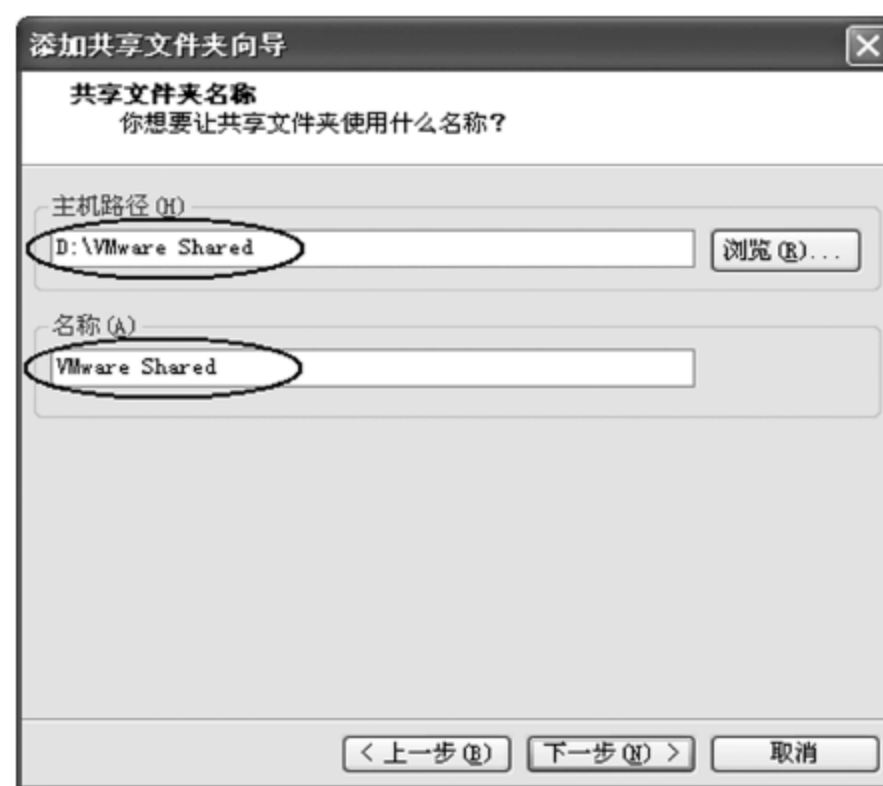 添加共享文件夹向导
共享文件夹名称
你想要让共享文件夹使用什么名称?
主机路径(H)
D:\VMware Shared
浏览(R)...
名称(A)
VMware Shared
< 上一步(B)
下一步(N) >
取消